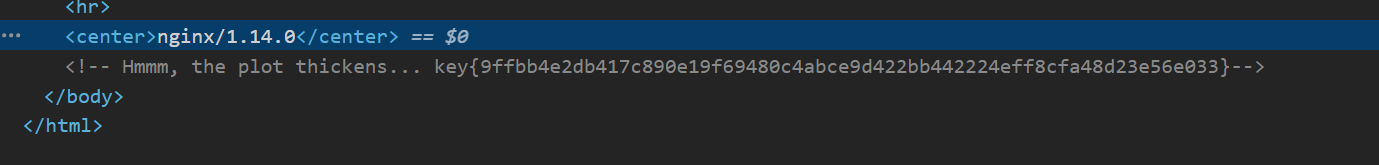 <hr>
... <center>nginx/1.14.0</center> == $0
<!-- Hmmm, the plot thickens... key{9ffbb4e2db417c890e19f69480c4abce9d422bb442224eff8cfa48d23e56e033}-->
</body>
</html>